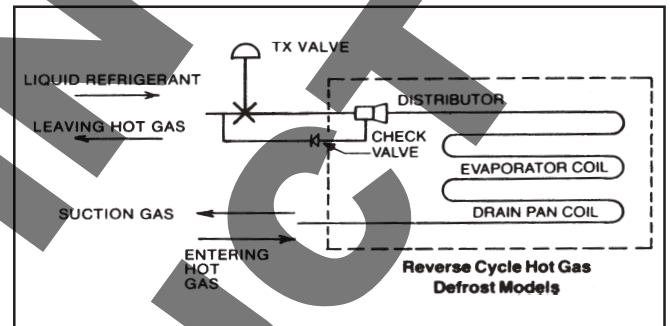 TX VALVE
LIQUID REFRIGERANT
DISTRIBUTOR
LEAVING HOT GAS
CHECK
VALVE
EVAPORATOR COIL
SUCTION GAS
DRAIN PAN COIL
ENTERING
HOT
GAS
Reverse Cycle Hot Gas
Defrost Models